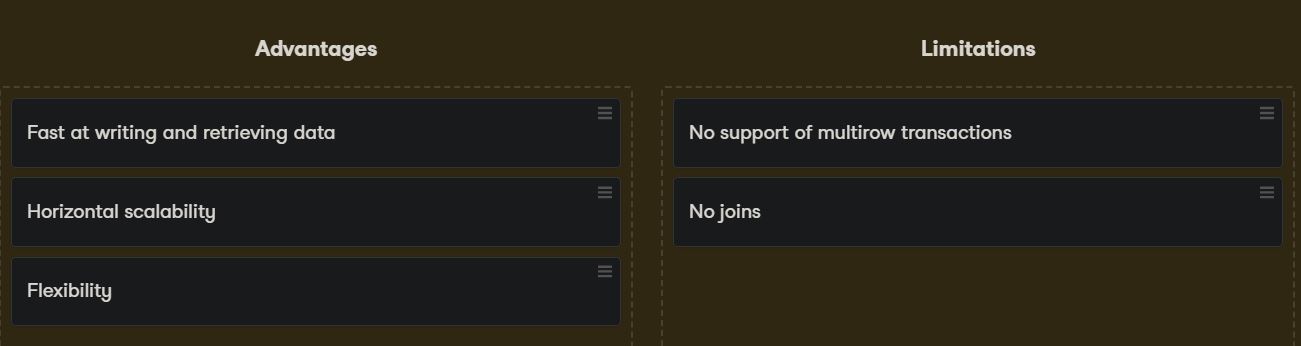 Advantages
Limitations
Fast at writing and retrieving data
No support of multirow transactions
Horizontal scalability
No joins
Flexibility